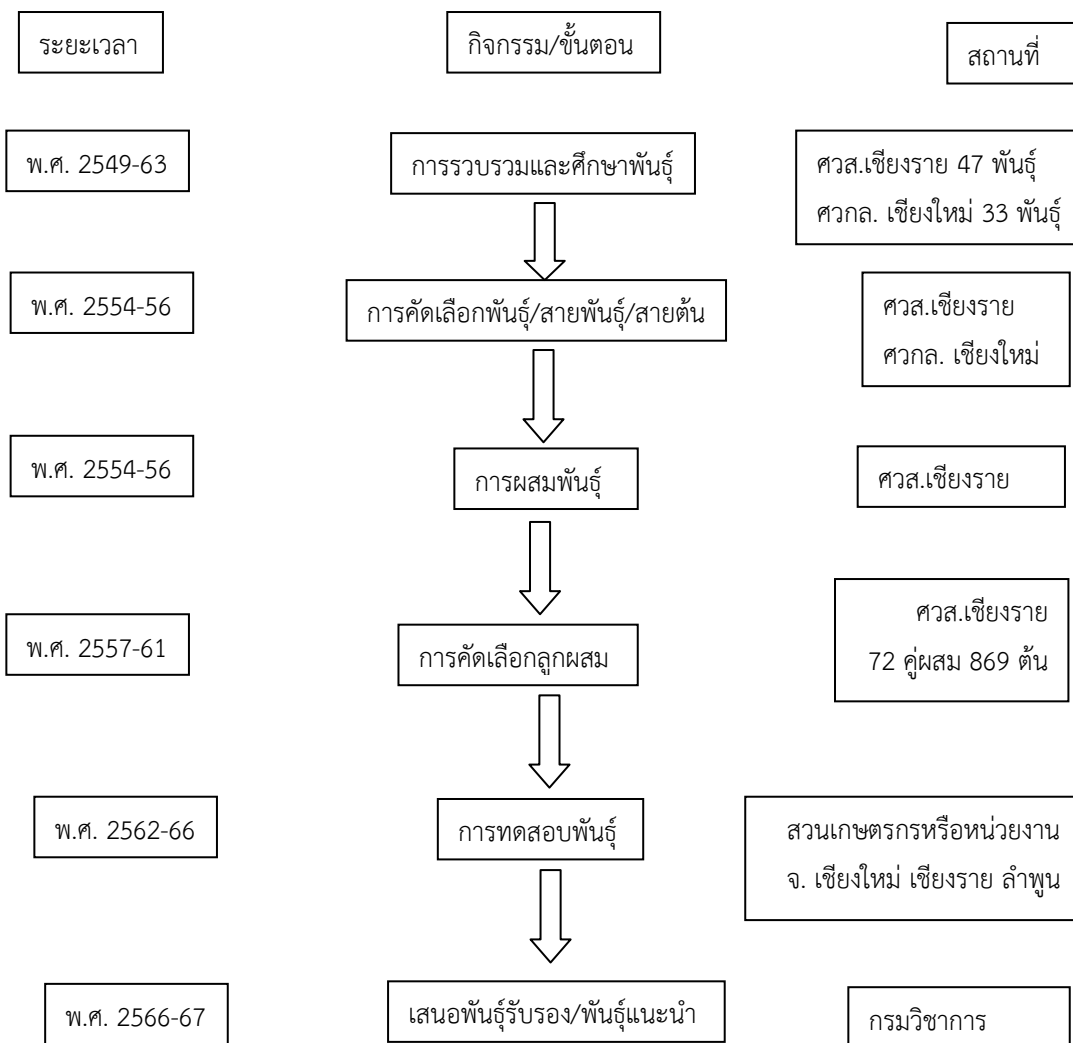 ระยะเวลา
กิจกรรม/ขั้นตอน
สถานที่
พ.ศ. 2549-63
การรวบรวมและศึกษาพันธุ์
ศวส.เชียงราย 47 พันธุ์
ศวกล. เชียงใหม่ 33 พันธุ์
พ.ศ. 2554-56
การคัดเลือกพันธุ์/สายพันธุ์/สายต้น
ศวส.เชียงราย
ศวกล. เชียงใหม่
พ.ศ. 2554-56
การผสมพันธุ์
ศวส.เชียงราย
พ.ศ. 2557-61
การคัดเลือกลูกผสม
ศวส.เชียงราย
72 คู่ผสม 869 ต้น
พ.ศ. 2562-66
การทดสอบพันธุ์
สวนเกษตรกรหรือหน่วยงาน
จ. เชียงใหม่ เชียงราย ลำพูน
พ.ศ. 2566-67
เสนอพันธุ์รับรอง/พันธุ์แนะนำ
กรมวิชาการ